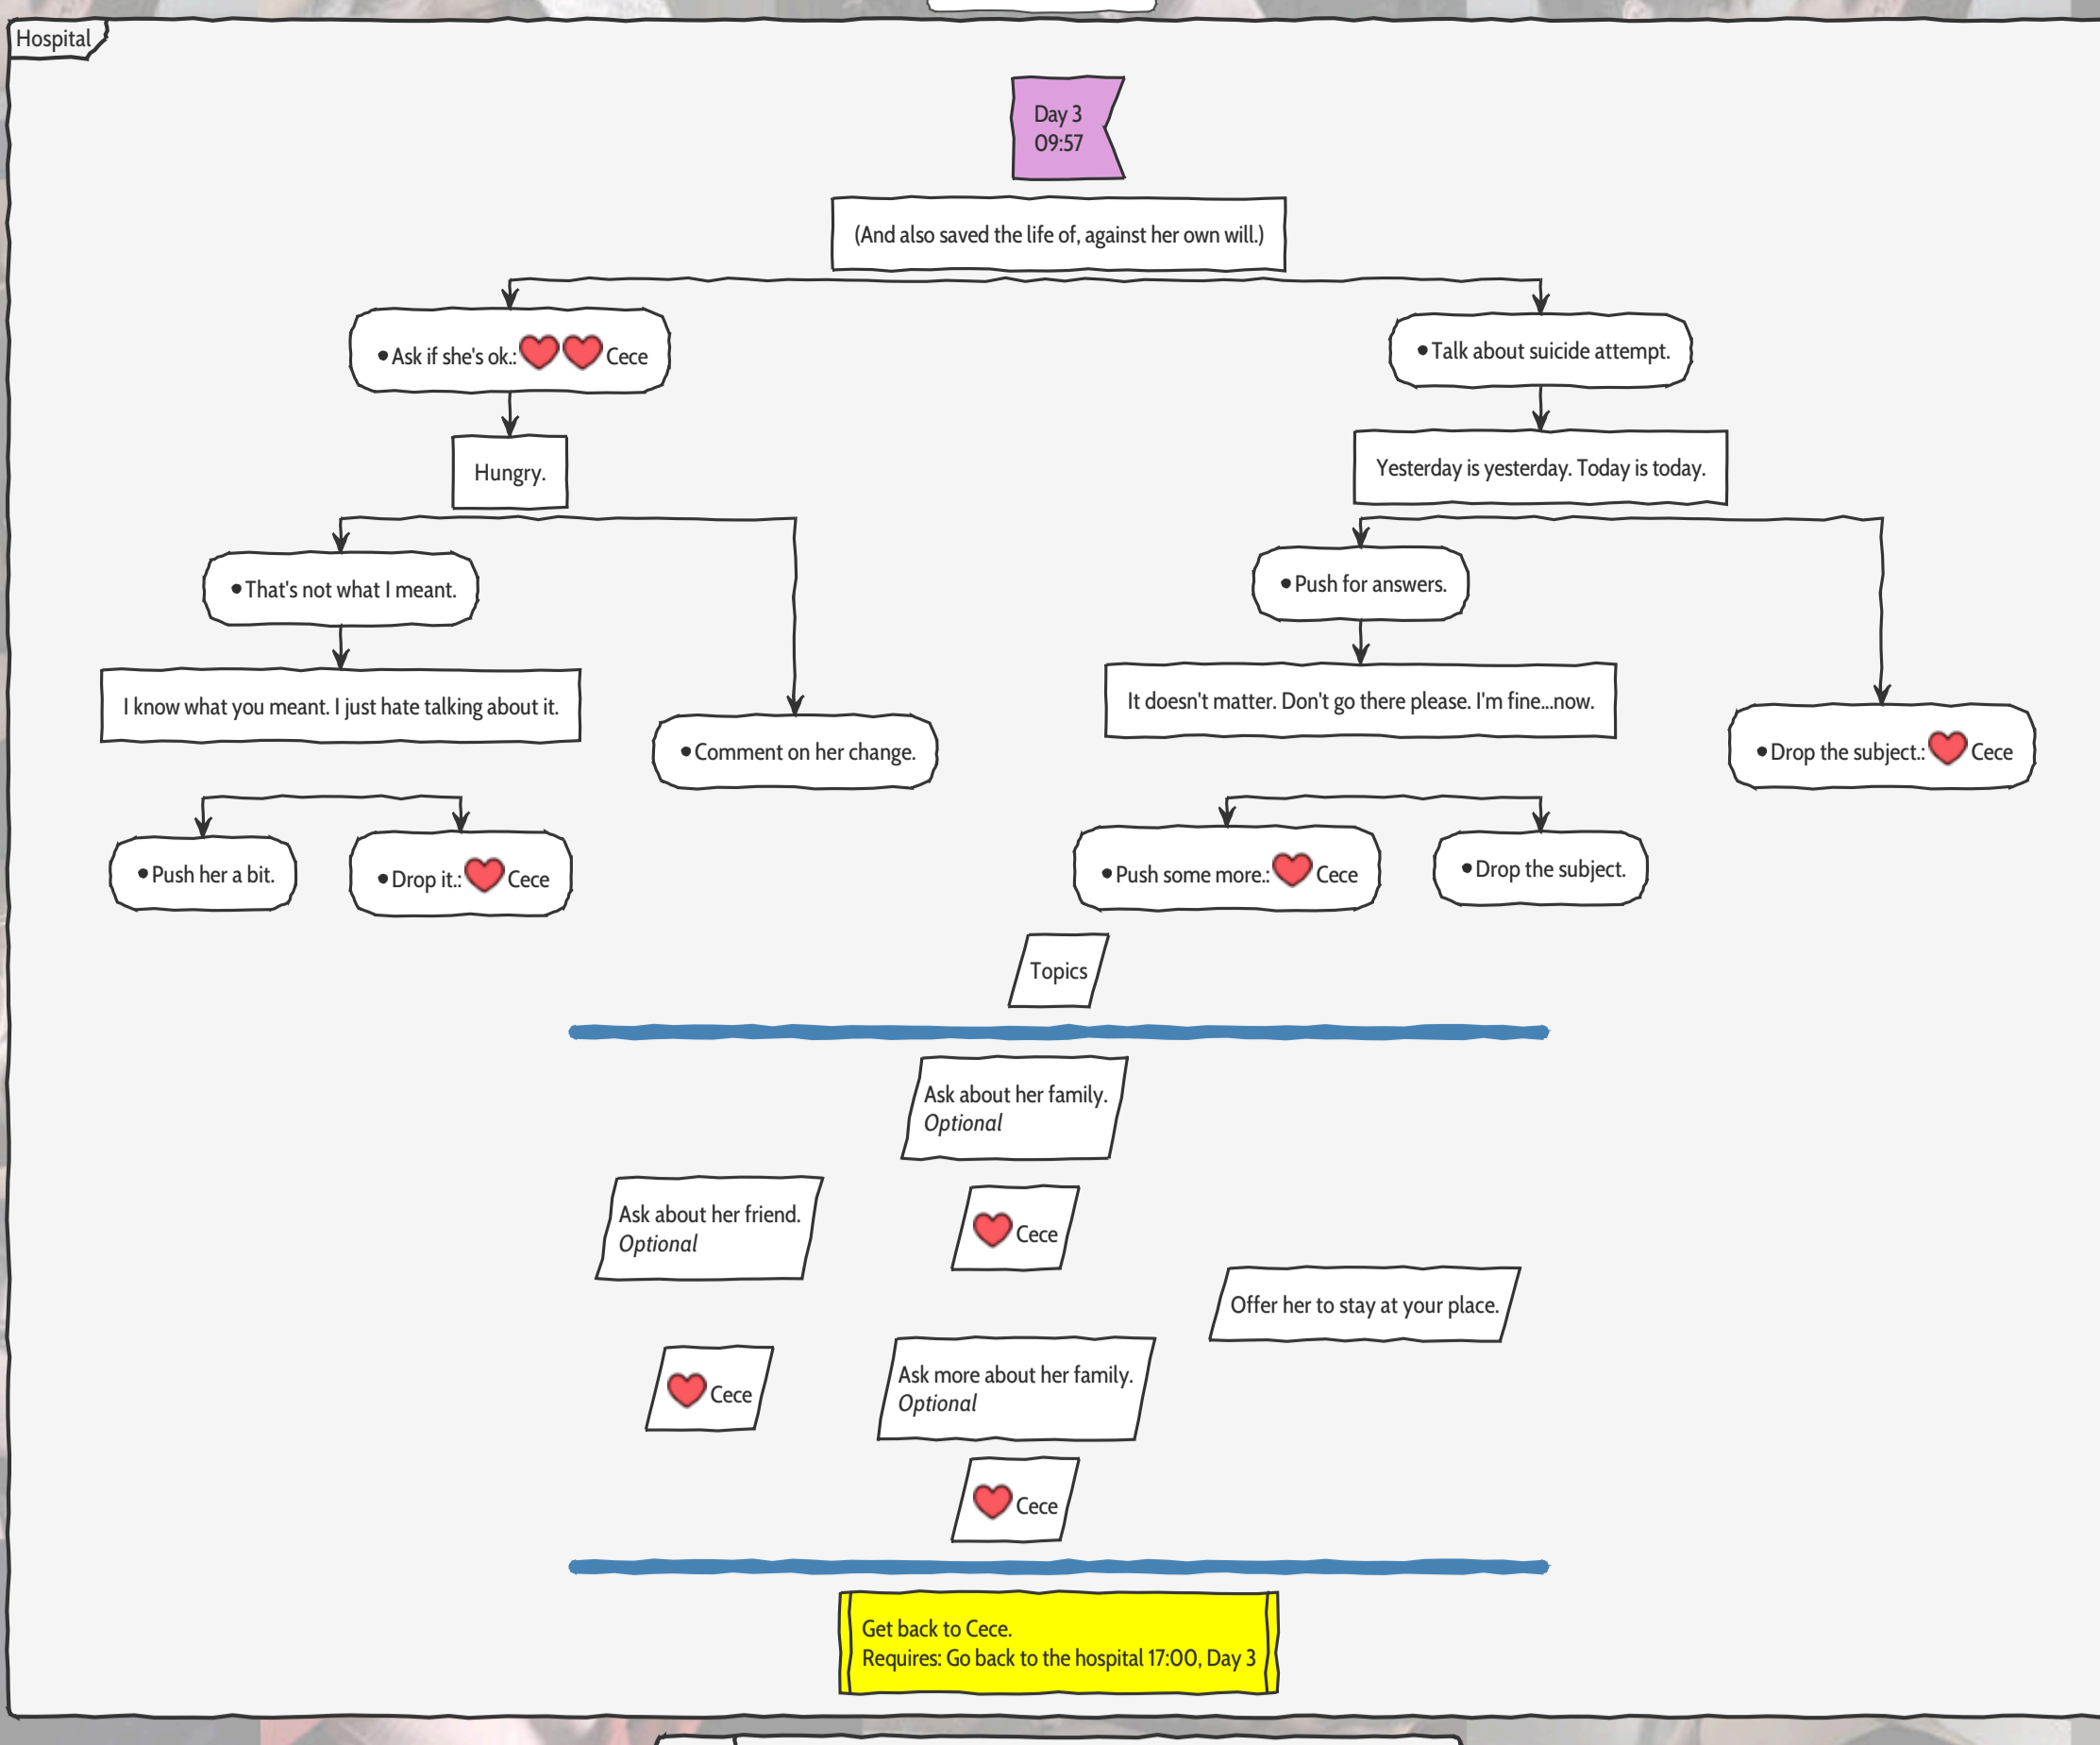 Hospital
Day 3
09:57
(And also saved the life of, against her own will.)
•Ask if she's ok.: Cece
•Talk about suicide attempt.
Hungry.
Yesterday is yesterday. Today is today.
•That's not what I meant.
•Push for answers.
I know what you meant. I just hate talking about it.
It doesn't matter. Don't go there please. I'm fine...now.
•Comment on her change.
•Drop the subject.: Cece
•Push her a bit.
•Drop it.: Cece
•Push some more.: Cece
•Drop the subject.
Topics
Ask about her family.
Optional
Ask about her friend.
Optional
Cece
Offer her to stay at your place.
Cece
Ask more about her family.
Optional
Cece
Get back to Cece.
Requires: Go back to the hospital 17:00, Day 3